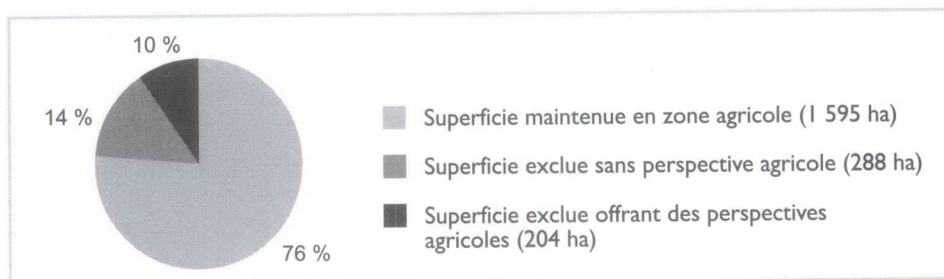 10 %
14 %
76 %
Superficie maintenue en zone agricole (1 595 ha)
Superficie exclue sans perspective agricole (288 ha)
Superficie exclue offrant des perspectives
agricoles (204 ha)